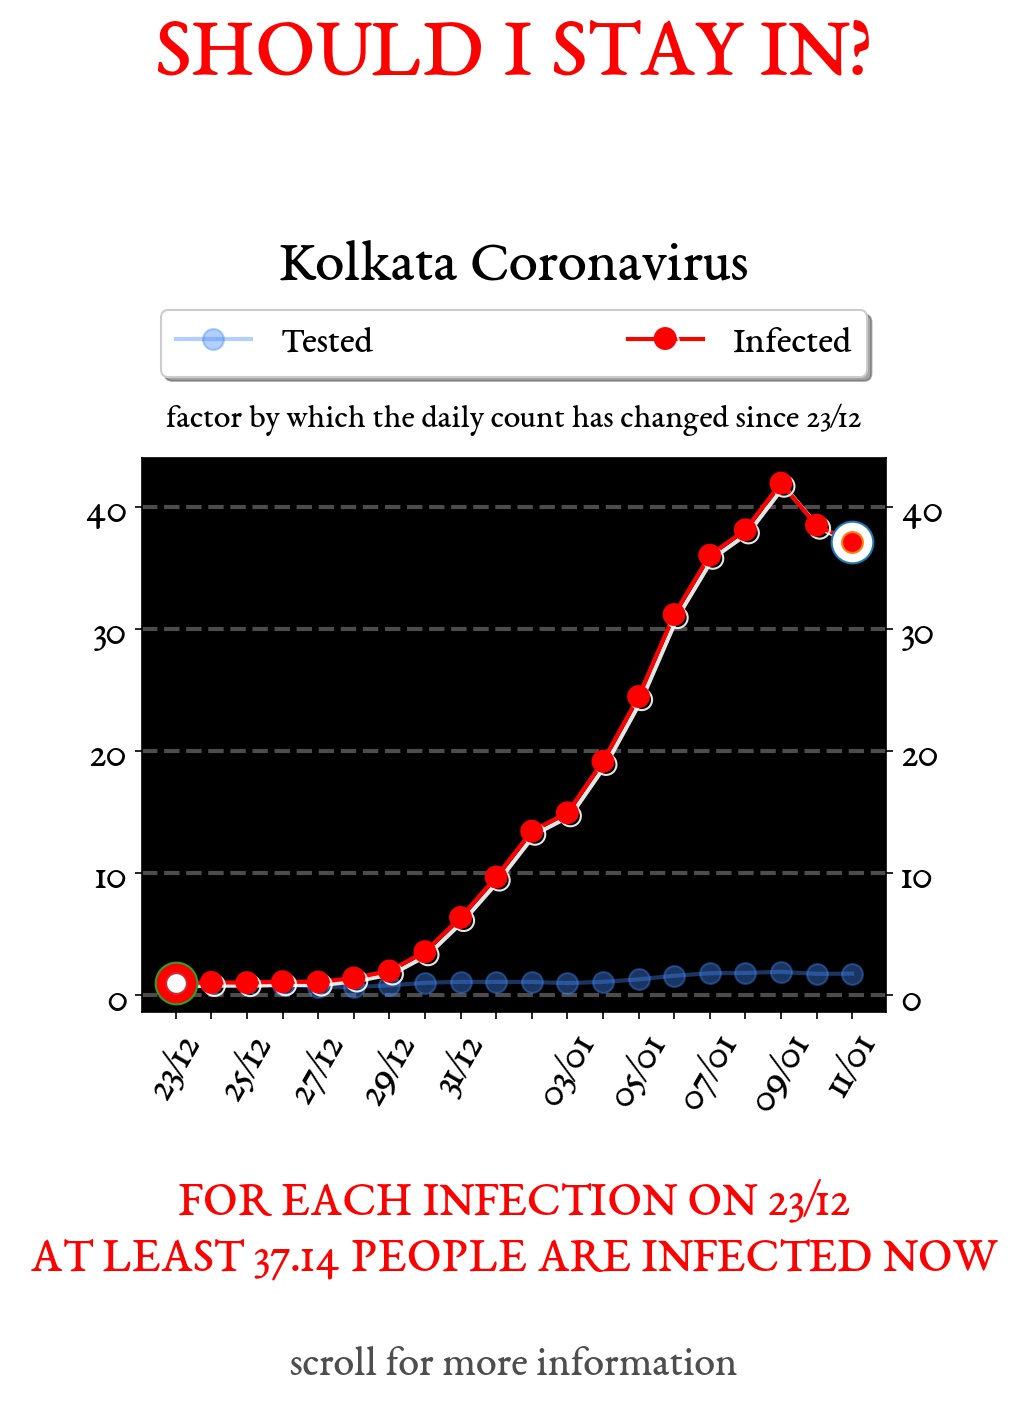 SHOULD I STAY IN?
Kolkata Coronavirus
Tested Infected
factor by which the daily count has changed since 23/12
40 40
30 30
20 20
10 10
0 0
23/12 25/12 27/12 29/12 31/12 03/01 05/01 07/01 09/01 11/01
FOR EACH INFECTION ON 23/12
AT LEAST 37.14 PEOPLE ARE INFECTED NOW
scroll for more information